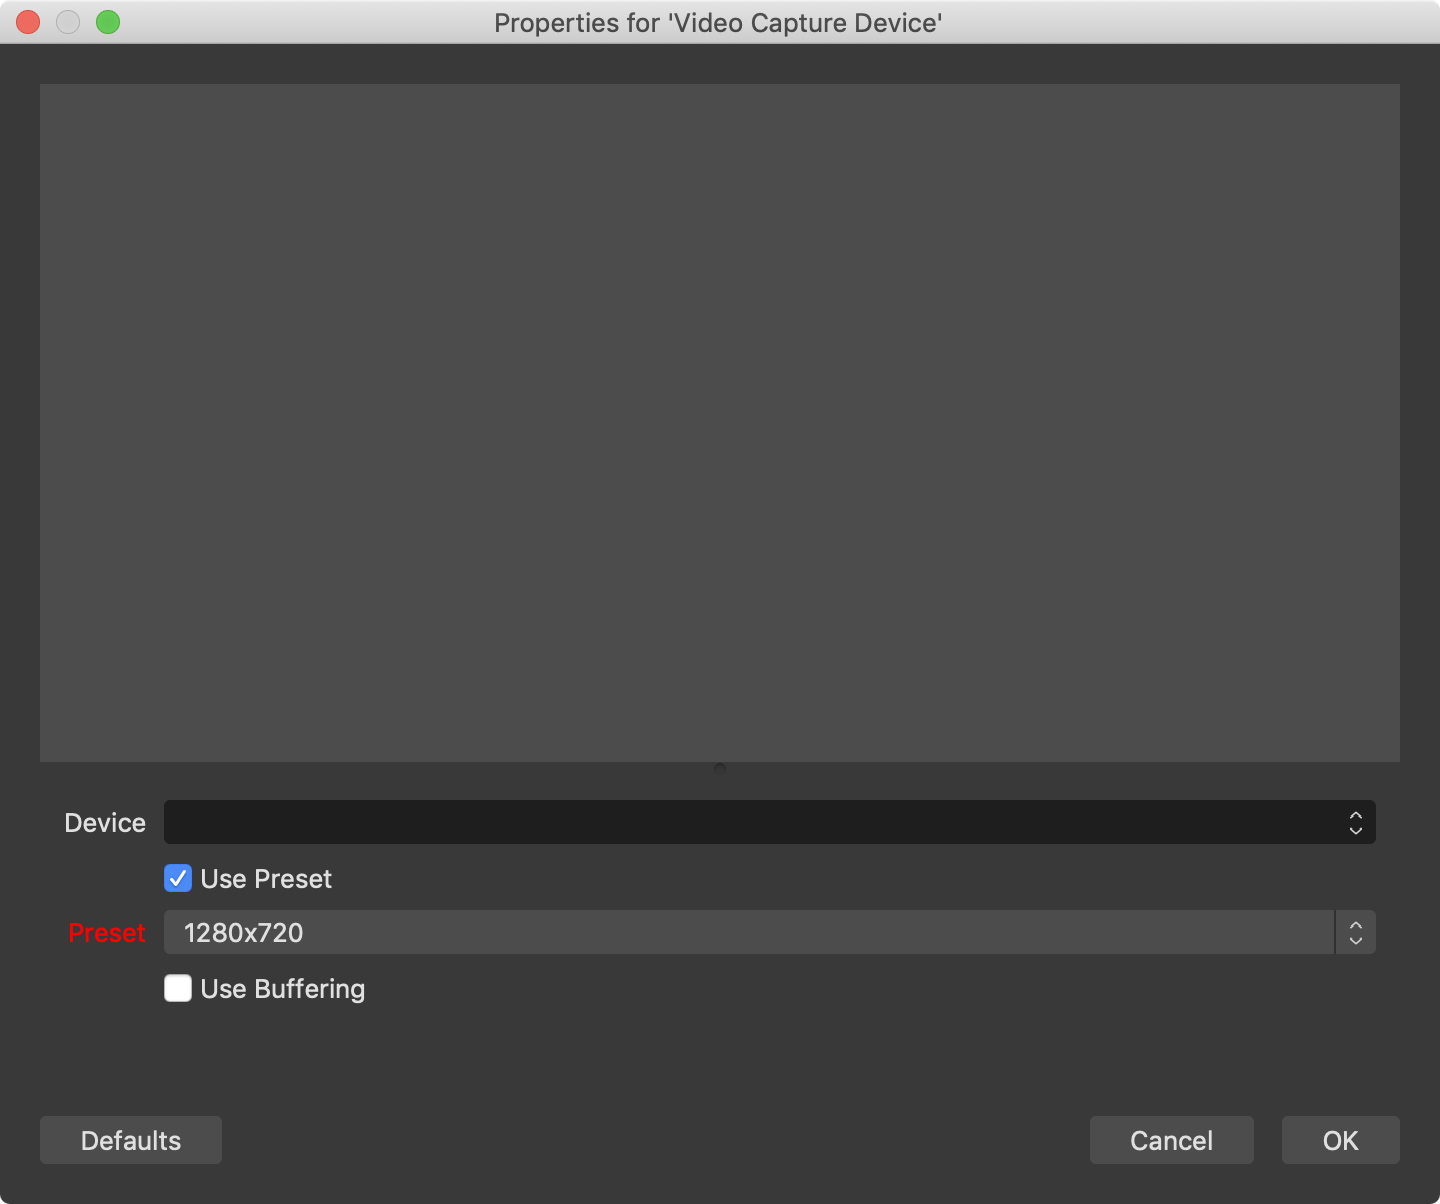 Properties for 'Video Capture Device'
Device
Use Preset
Preset 1280x720
Use Buffering
Defaults Cancel OK